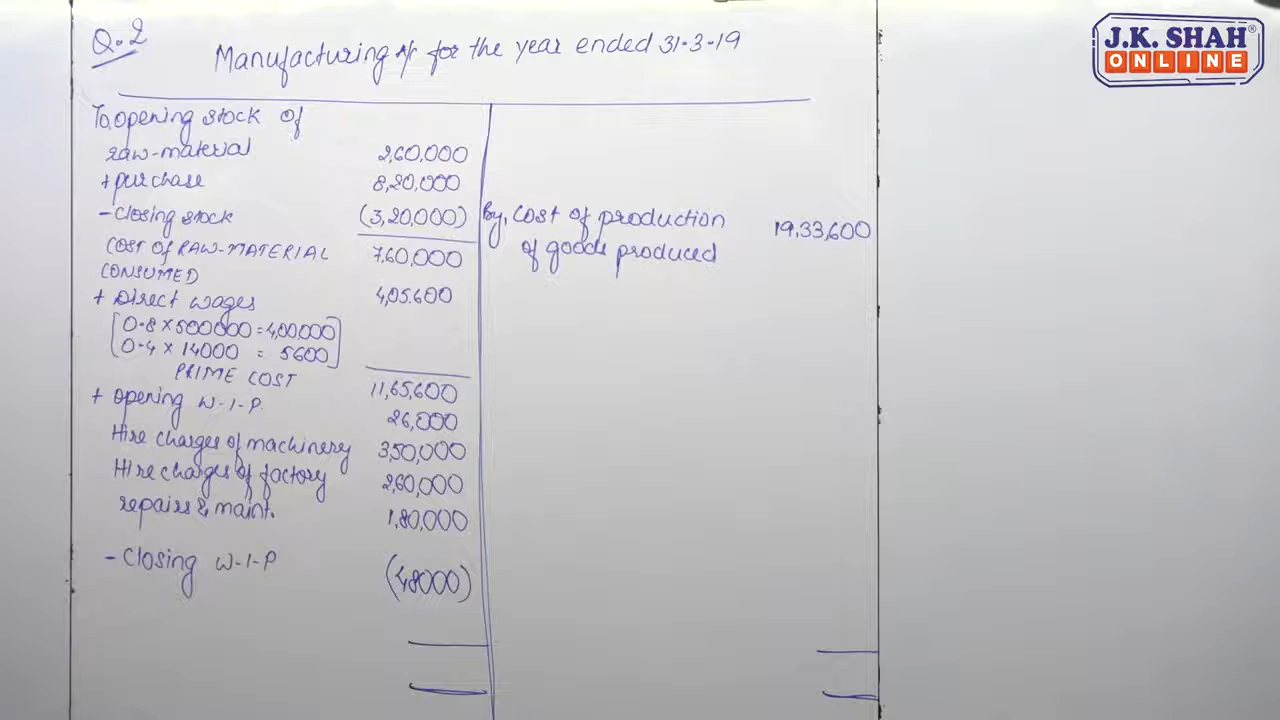 Q.2
Manufacturing A/c for the year ended 31-3-19
J.K. SHAH®
ONLINE
To, opening stock of
raw-material 2,60,000
+ purchase 8,20,000
- closing stock (3,20,000)
COST OF RAW-MATERIAL 7,60,000
CONSUMED
+ Direct wages 4,05,600
[0.8 × 500000 = 4,00,000]
[0.4 × 14000 = 5600]
PRIME COST 11,65,600
+ opening W-I-P. 26,000
Hire charges of machinery 3,50,000
Hire charges of factory 2,60,000
repairs & maint. 1,80,000
- Closing W-I-P (48000)
By, cost of production 19,33,600
of goods produced